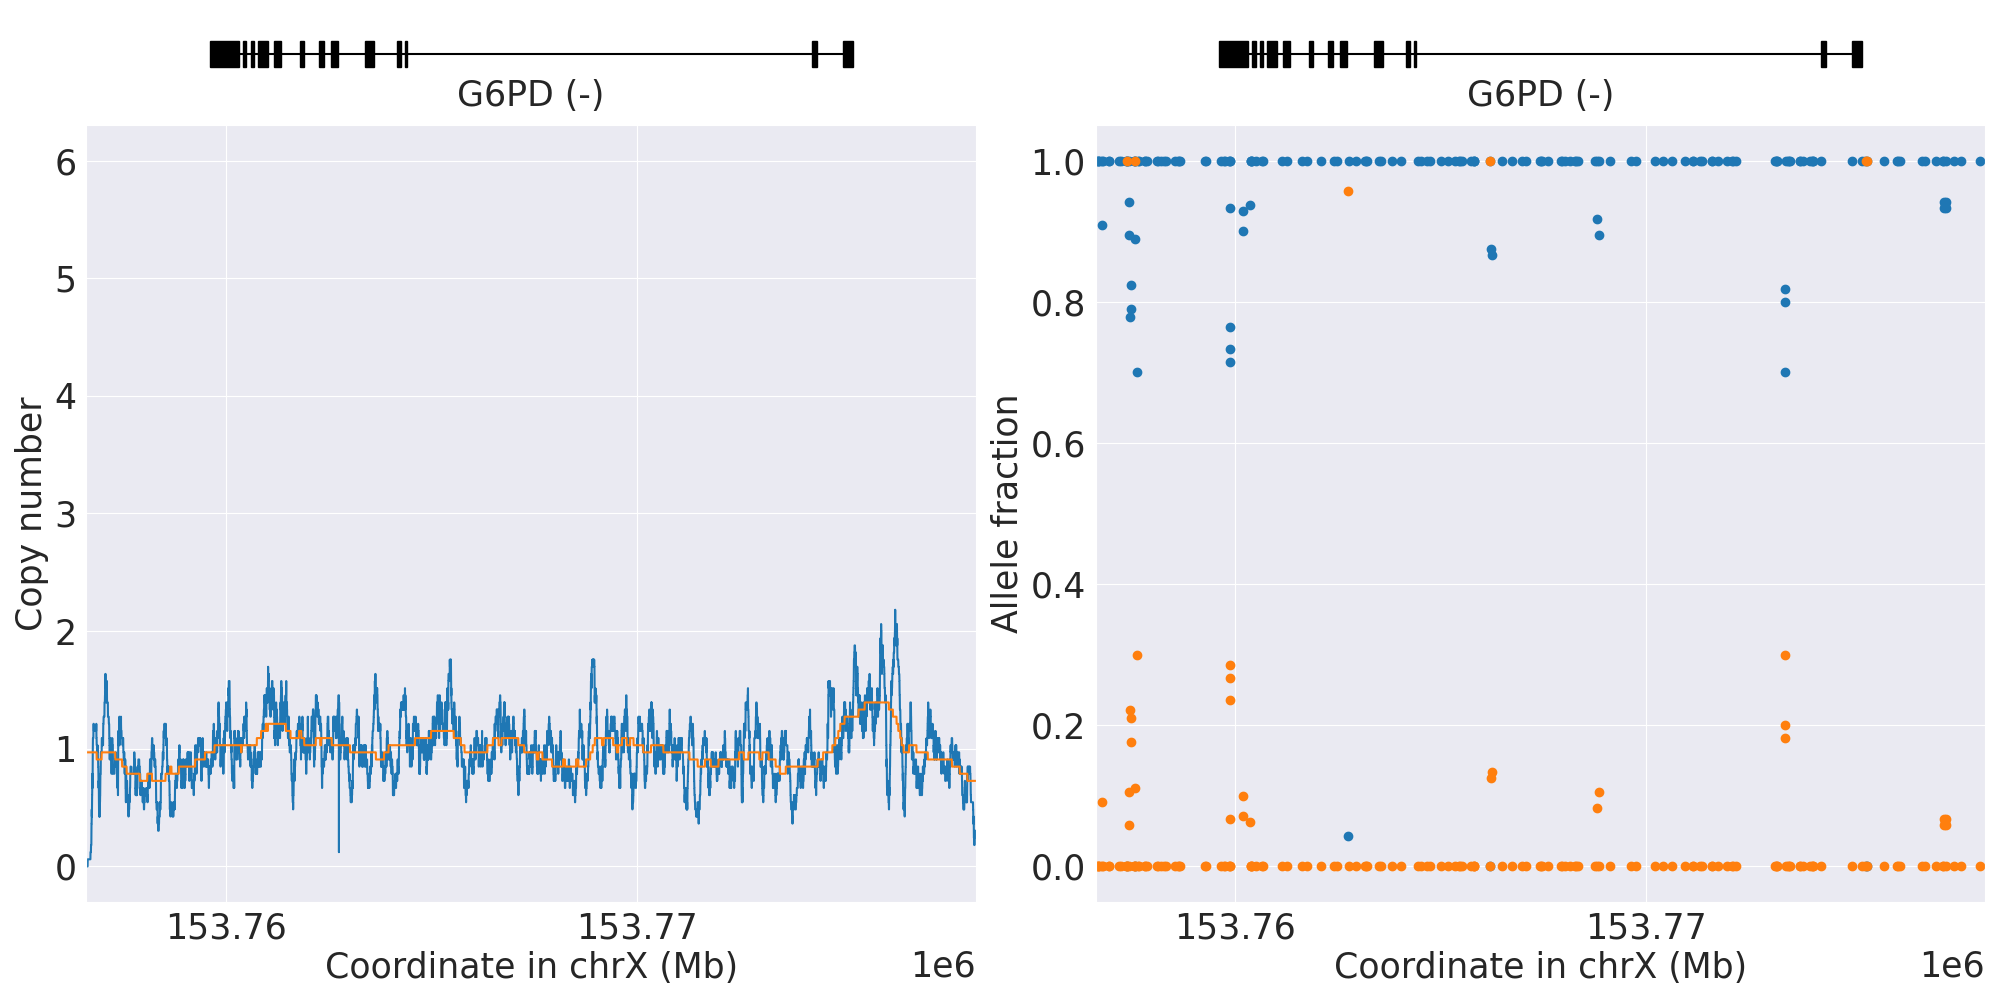 G6PD (-)
6
5
4
3
2
1
0
Copy number
153.76
153.77
Coordinate in chrX (Mb)
1e6
G6PD (-)
1.0
0.8
0.6
0.4
0.2
0.0
Allele fraction
153.76
153.77
Coordinate in chrX (Mb)
1e6